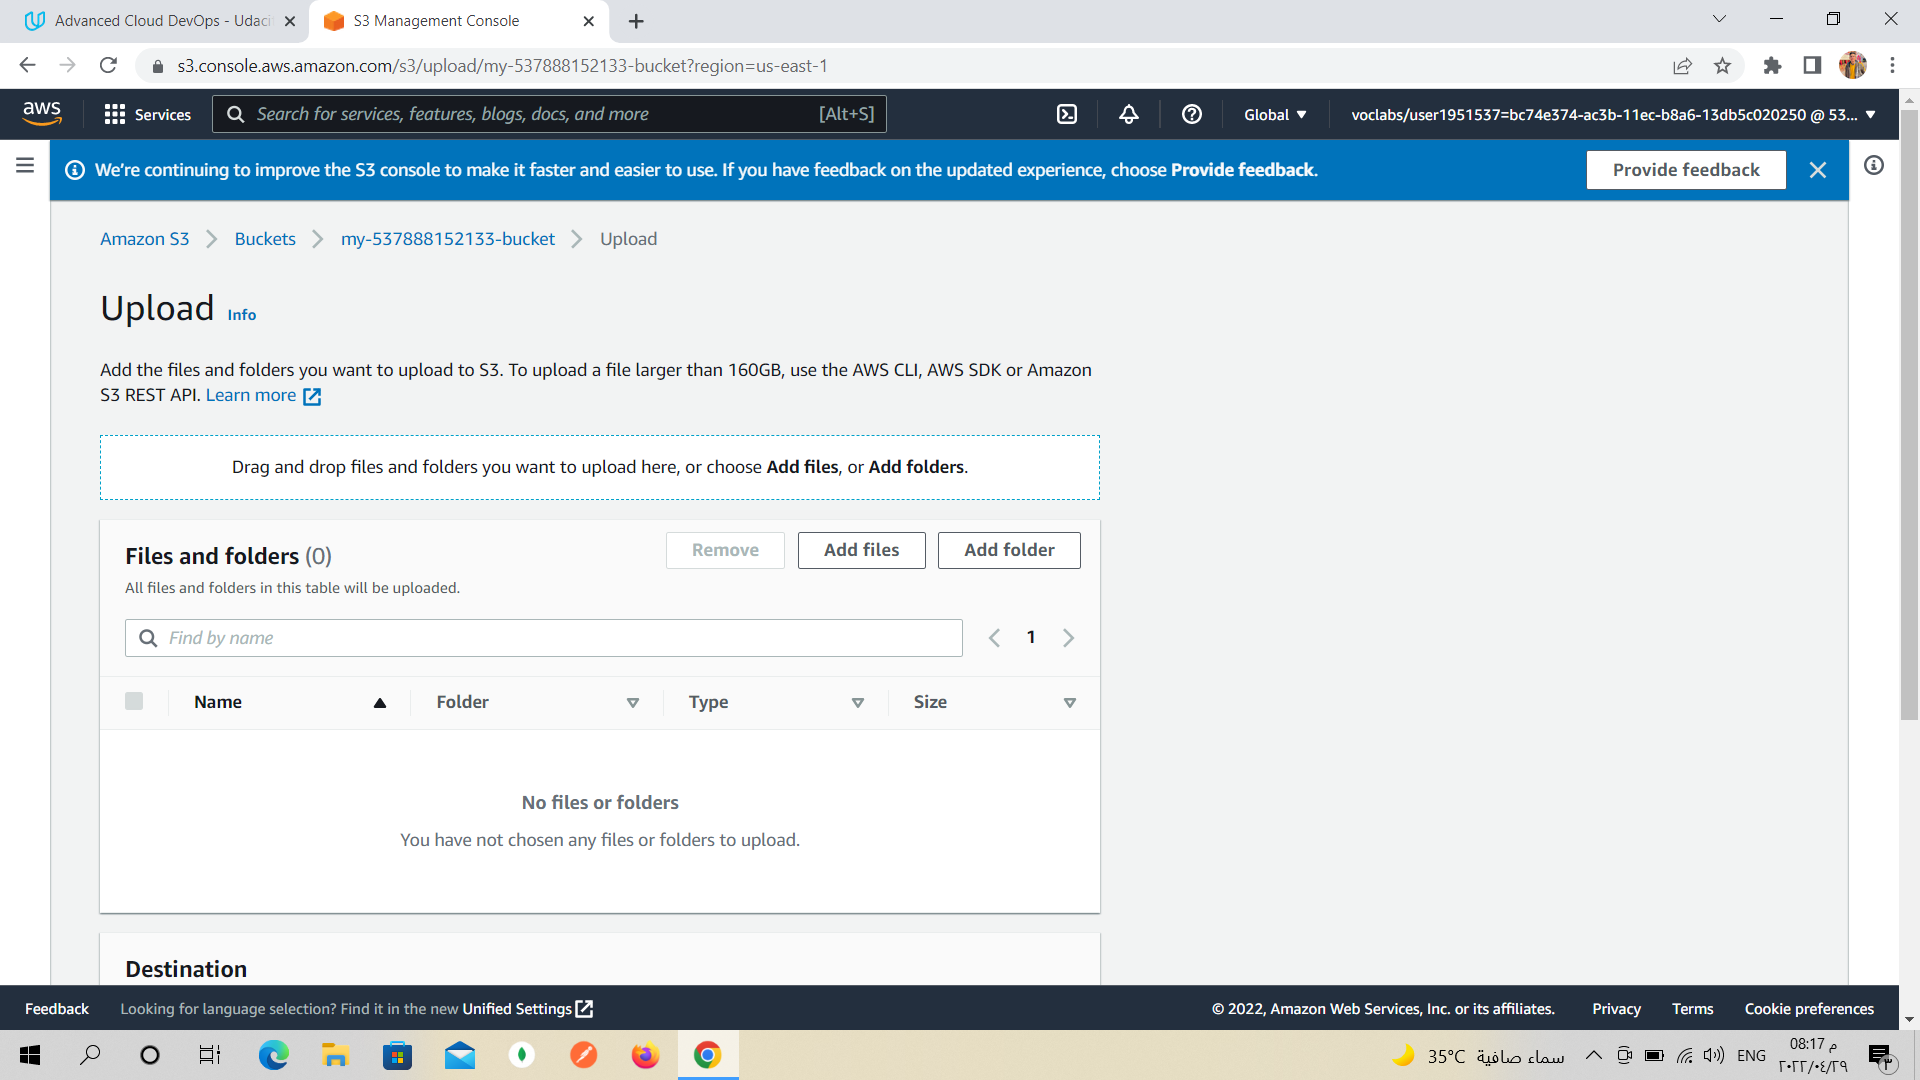 Advanced Cloud DevOps - Udaci
S3 Management Console
s3.console.aws.amazon.com/s3/upload/my-537888152133-bucket?region=us-east-1
aws
Services
Search for services, features, blogs, docs, and more
[Alt+S]
Global
voclabs/user1951537=bc74e374-ac3b-11ec-b8a6-13db5c020250 @ 53...
We're continuing to improve the S3 console to make it faster and easier to use. If you have feedback on the updated experience, choose Provide feedback.
Provide feedback
Amazon S3
Buckets
my-537888152133-bucket
Upload
Upload
Info
Add the files and folders you want to upload to S3. To upload a file larger than 160GB, use the AWS CLI, AWS SDK or Amazon
S3 REST API. Learn more
Drag and drop files and folders you want to upload here, or choose Add files, or Add folders.
Files and folders (0)
Remove
Add files
Add folder
All files and folders in this table will be uploaded.
Find by name
1
Name
Folder
Type
Size
No files or folders
You have not chosen any files or folders to upload.
Destination
Feedback
Looking for language selection? Find it in the new Unified Settings
© 2022, Amazon Web Services, Inc. or its affiliates.
Privacy
Terms
Cookie preferences
35°C سماء صافية
ENG
08:17 م
٢٠٢٢/٠٤/٢٩
٣